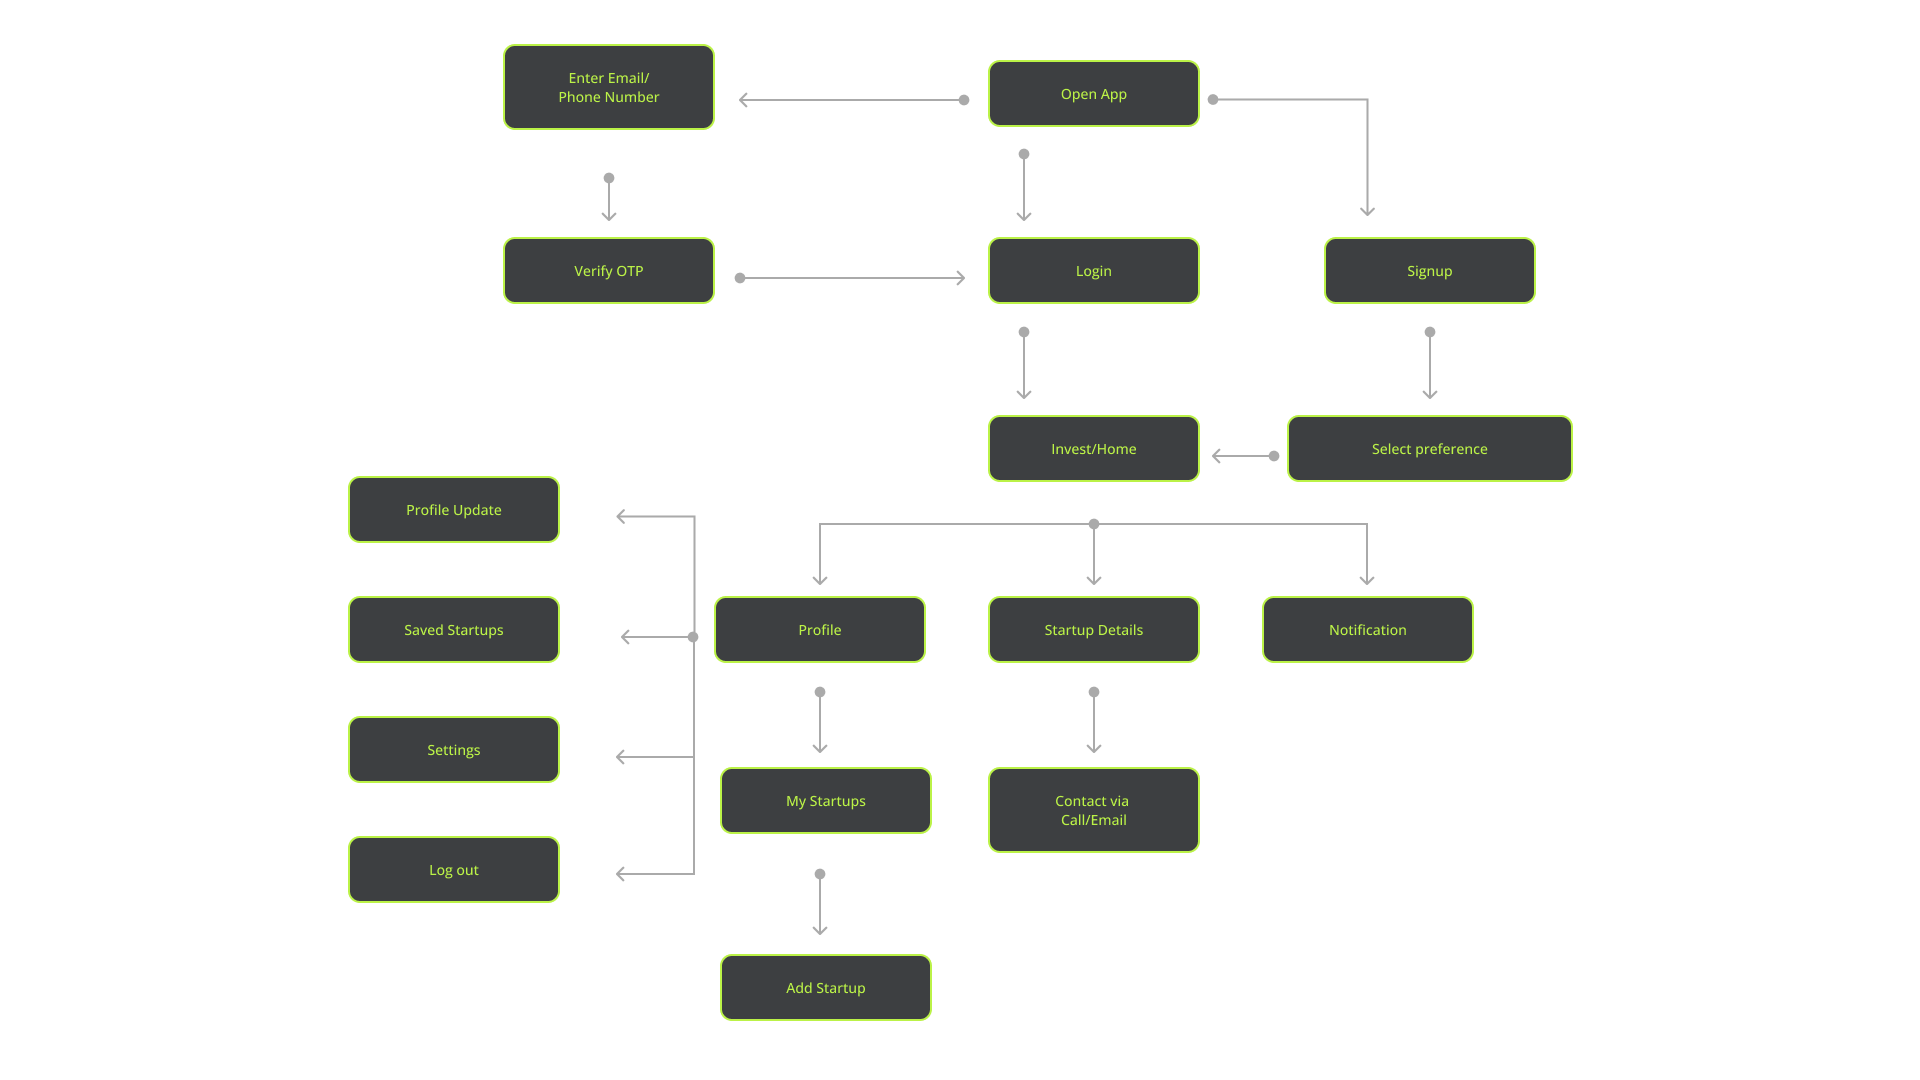 Enter Email/
Phone Number
Open App
Verify OTP
Login
Signup
Invest/Home
Select preference
Profile Update
Saved Startups
Profile
Startup Details
Notification
Settings
My Startups
Contact via
Call/Email
Log out
Add Startup